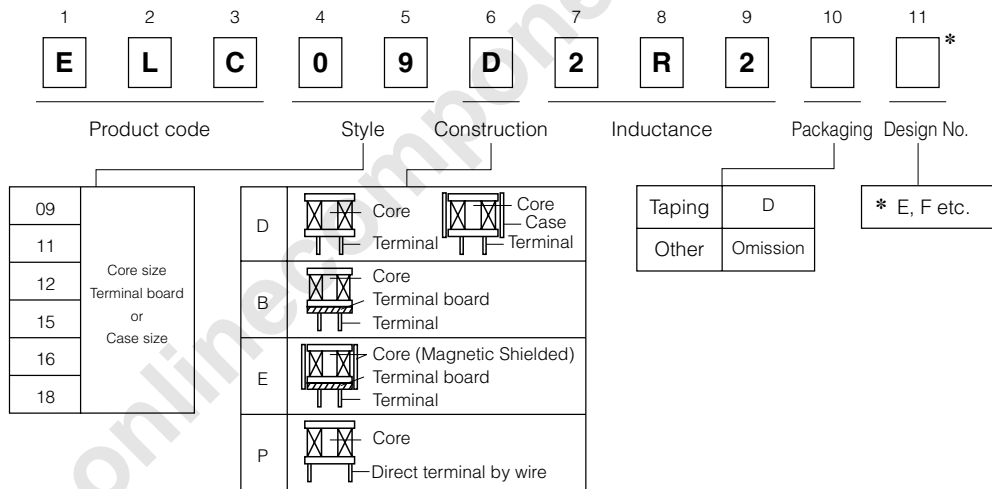 1 2 3 4 5 6 7 8 9 10 11
E L C 0 9 D 2 R 2 *
Product code Style Construction Inductance Packaging Design No.
09
11
12
15
16
18
Core size
Terminal board
or
Case size
D
Core
Terminal
Core
Case
Terminal
B
Core
Terminal board
Terminal
E
Core (Magnetic Shielded)
Terminal board
Terminal
P
Core
Direct terminal by wire
Taping D
Other Omission
* E, F etc.
onlinecompone